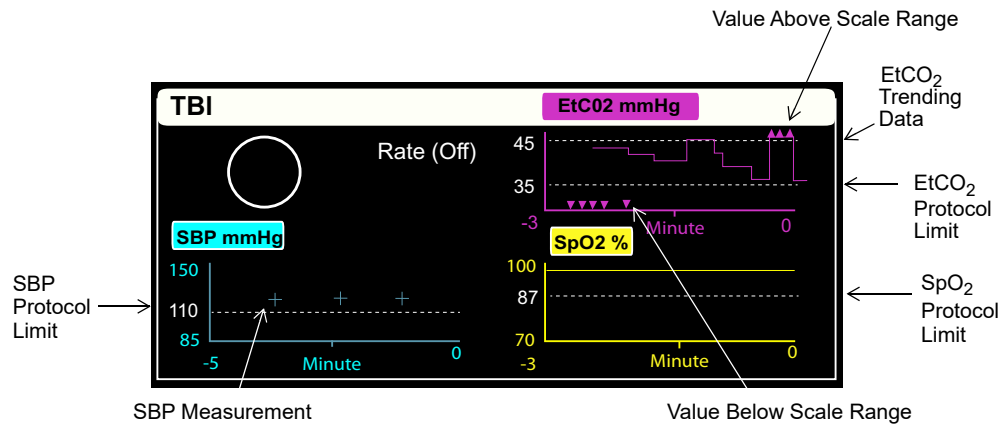 Value Above Scale Range
EtCO2
Trending
Data
TBI
EtC02 mmHg
Rate (Off)
45
35
-3
Minute
0
EtCO2
Protocol
Limit
SBP mmHg
150
110
85
-5
Minute
0
SBP
Protocol
Limit
SpO2 %
100
87
70
-3
Minute
0
SpO2
Protocol
Limit
SBP Measurement
Value Below Scale Range